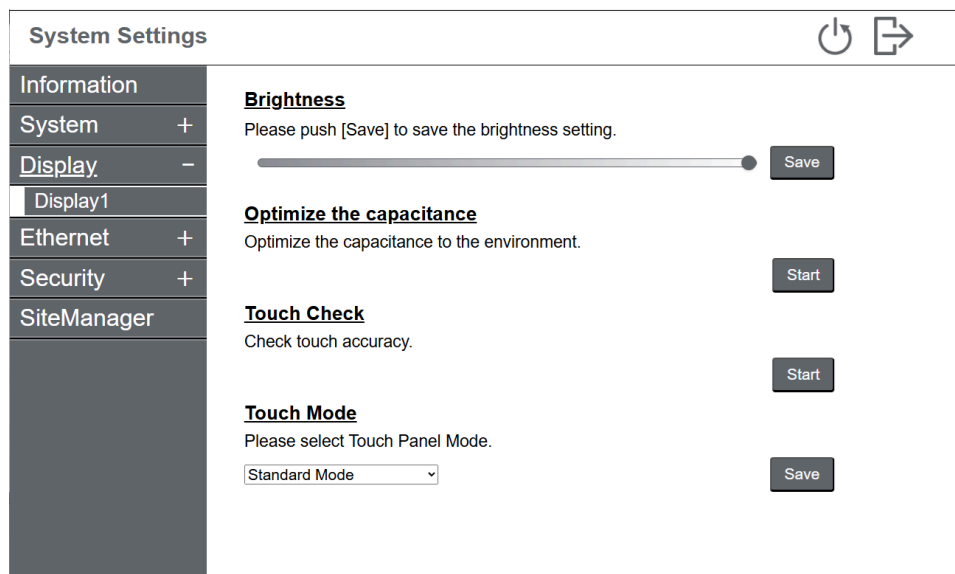 System Settings
Information
System +
Display -
Display1
Ethernet +
Security +
SiteManager
Brightness
Please push [Save] to save the brightness setting.
Save
Optimize the capacitance
Optimize the capacitance to the environment.
Start
Touch Check
Check touch accuracy.
Start
Touch Mode
Please select Touch Panel Mode.
Standard Mode
Save